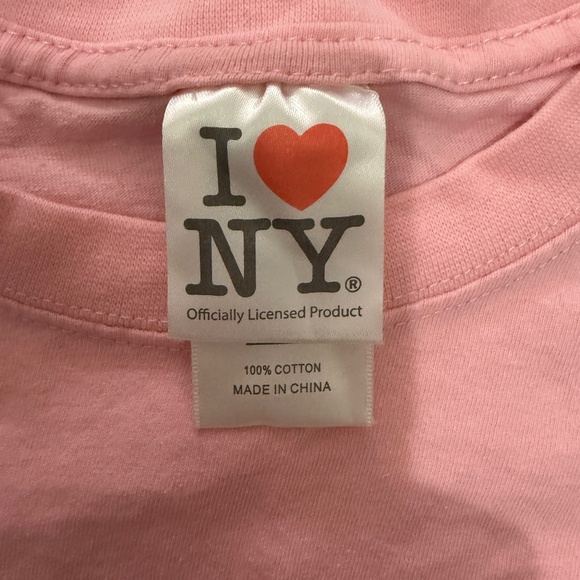 I ❤ NY®
Officially Licensed Product
100% COTTON
MADE IN CHINA